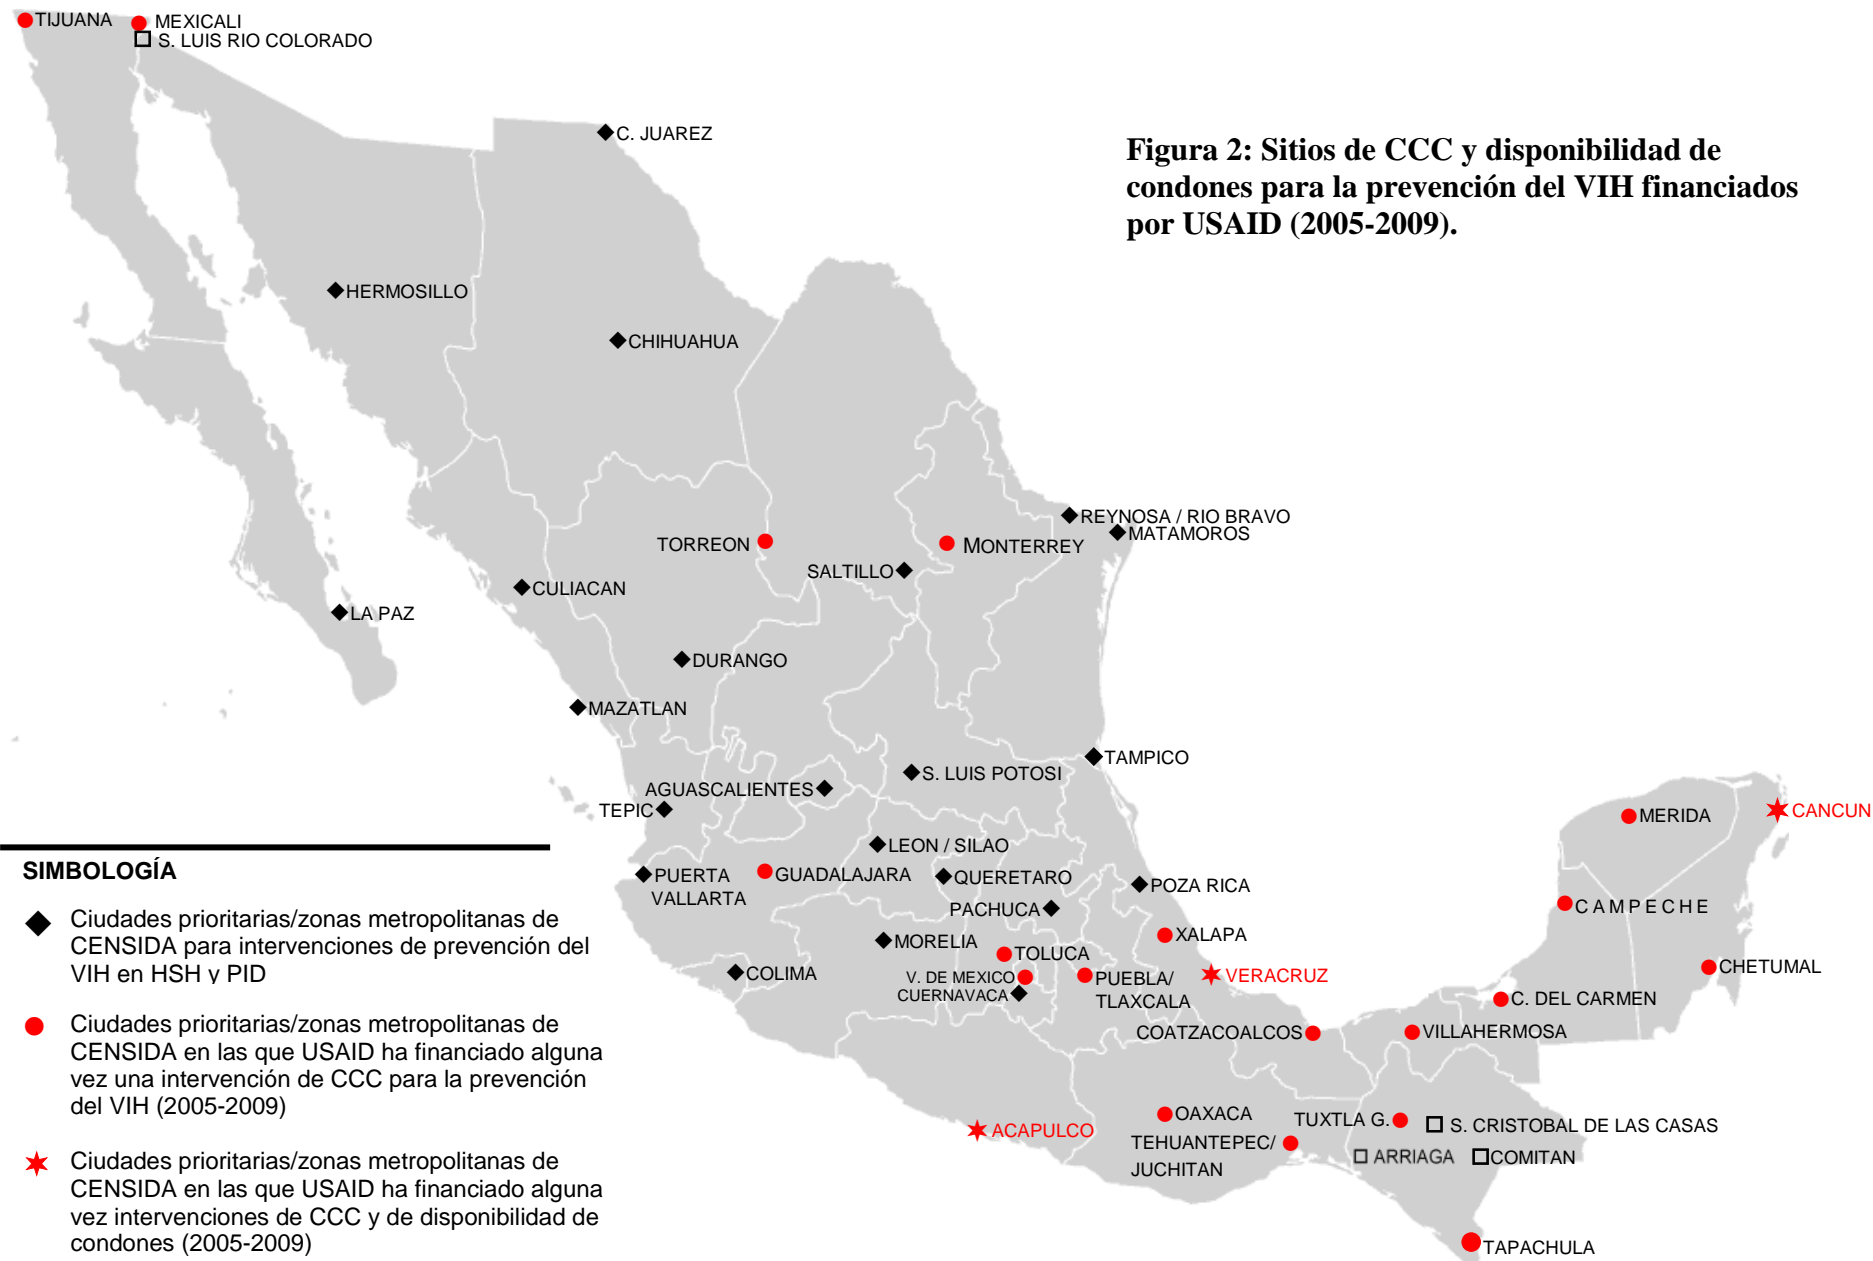 TIJUANA
MEXICALI
S. LUIS RIO COLORADO
C. JUAREZ
Figura 2: Sitios de CCC y disponibilidad de
condones para la prevención del VIH financiados
por USAID (2005-2009).
HERMOSILLO
CHIHUAHUA
REYNOSA / RIO BRAVO
MATAMOROS
TORREON
MONTERREY
SALTILLO
CULIACAN
LA PAZ
DURANGO
MAZATLAN
TAMPICO
S. LUIS POTOSI
AGUASCALIENTES
TEPIC
MERIDA
CANCUN
LEON / SILAO
PUERTA
VALLARTA
GUADALAJARA
QUERETARO
POZA RICA
PACHUCA
CAMPECHE
XALAPA
MORELIA
TOLUCA
COLIMA
V. DE MEXICO
CUERNAVACA
PUEBLA/
TLAXCALA
VERACRUZ
CHETUMAL
C. DEL CARMEN
COATZACOALCOS
VILLAHERMOSA
OAXACA
TUXTLA G.
S. CRISTOBAL DE LAS CASAS
ACAPULCO
TEHUANTEPEC/
JUCHITAN
ARRIAGA
COMITAN
TAPACHULA
SIMBOLOGÍA
Ciudades prioritarias/zonas metropolitanas de
CENSIDA para intervenciones de prevención del
VIH en HSH y PID
Ciudades prioritarias/zonas metropolitanas de
CENSIDA en las que USAID ha financiado alguna
vez una intervención de CCC para la prevención
del VIH (2005-2009)
Ciudades prioritarias/zonas metropolitanas de
CENSIDA en las que USAID ha financiado alguna
vez intervenciones de CCC y de disponibilidad de
condones (2005-2009)